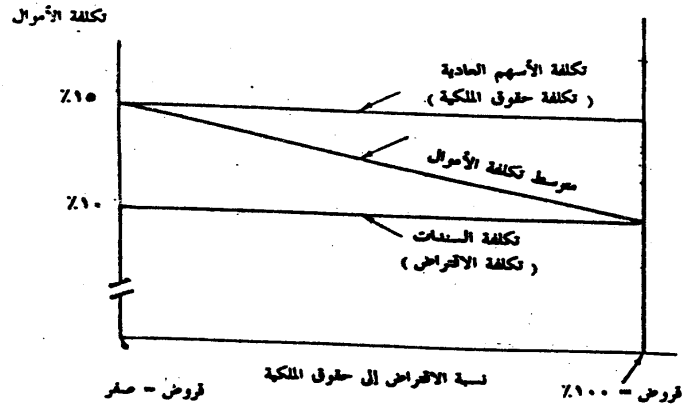 تكلفة الأموال
تكلفة الأسهم العادية
( تكلفة حقوق الملكية )
٪١٥
متوسط تكلفة الأموال
٪١٠
تكلفة السندات
( تكلفة الاقتراض )
نسبة الاقتراض إلى حقوق الملكية
قروض = صفر
قروض = ١٠٠٪